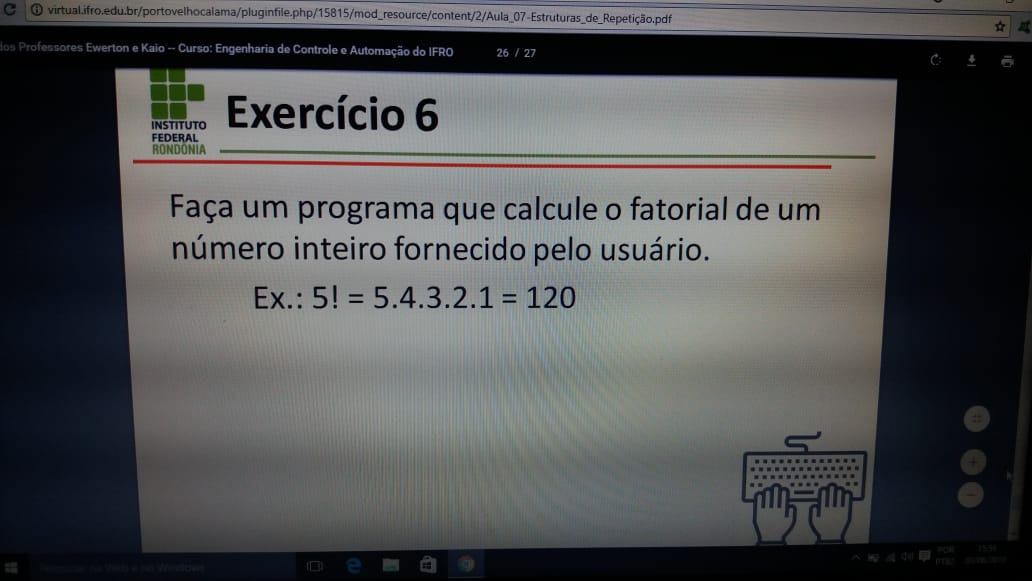 virtual.ifro.edu.br/portovelhocalama/pluginfile.php/15815/mod_resource/content/2/Aula_07-Estruturas_de_Repetição.pdf
dos Professores Ewerton e Kaio -- Curso: Engenharia de Controle e Automação do IFRO 26 / 27
INSTITUTO
FEDERAL
RONDÔNIA
Exercício 6
Faça um programa que calcule o fatorial de um
número inteiro fornecido pelo usuário.
Ex.: 5! = 5.4.3.2.1 = 120
Pesquisar na Web e no Windows
POR
PTB2
15:59